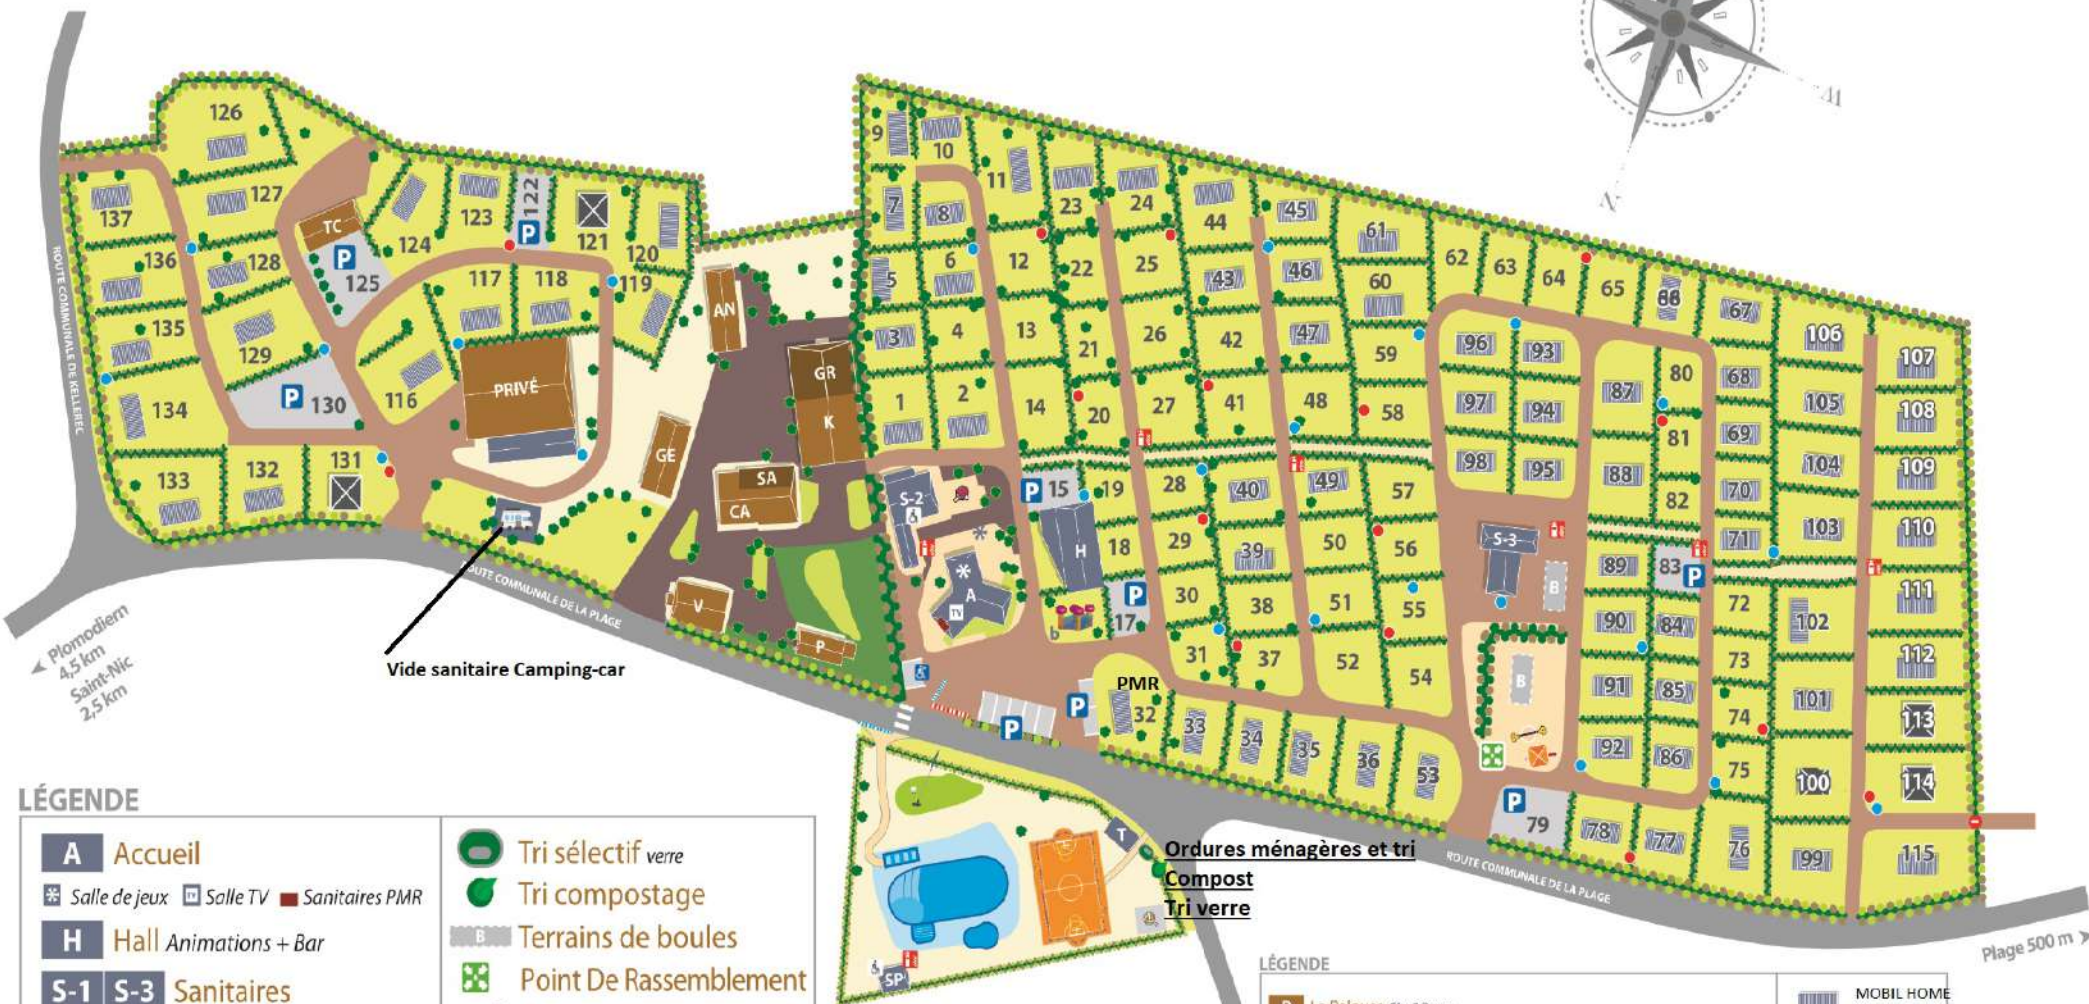 W
N
126
9
10
11
23
24
44
45
61
137
127
TC
124
123
122
P
121
120
7
8
136
128
P
125
117
118
119
5
6
12
22
25
43
46
60
62
63
64
65
66
67
106
107
ROUTE COMMUNALE DE KELLEREC
135
129
P
130
116
PRIVÉ
AN
GR
K
3
4
13
21
26
42
47
59
96
93
87
80
68
105
108
134
1
2
14
20
27
41
48
58
97
94
81
69
104
109
133
132
131
GE
SA
CA
S-2
P
15
19
28
40
49
57
98
95
88
82
70
103
110
H
18
29
39
50
56
S-3
B
89
83
P
71
111
ROUTE COMMUNALE DE LA PLAGE
V
P
A
TV
b
P
17
30
38
51
55
90
84
72
102
112
Plomodiern
4,5 km
Saint-Nic
2,5 km
Vide sanitaire Camping-car
31
37
52
54
B
91
85
73
101
113
PMR
32
P
P
33
34
35
36
53
92
86
74
75
100
114
P
79
78
77
76
99
115
T
Ordures ménagères et tri
Compost
Tri verre
ROUTE COMMUNALE DE LA PLAGE
Plage 500 m
SP
LÉGENDE
A Accueil
Salle de jeux Salle TV Sanitaires PMR
H Hall Animations + Bar
S-1 S-3 Sanitaires
Tri sélectif verre
Tri compostage
B Terrains de boules
Point De Rassemblement
LÉGENDE
MOBIL HOME